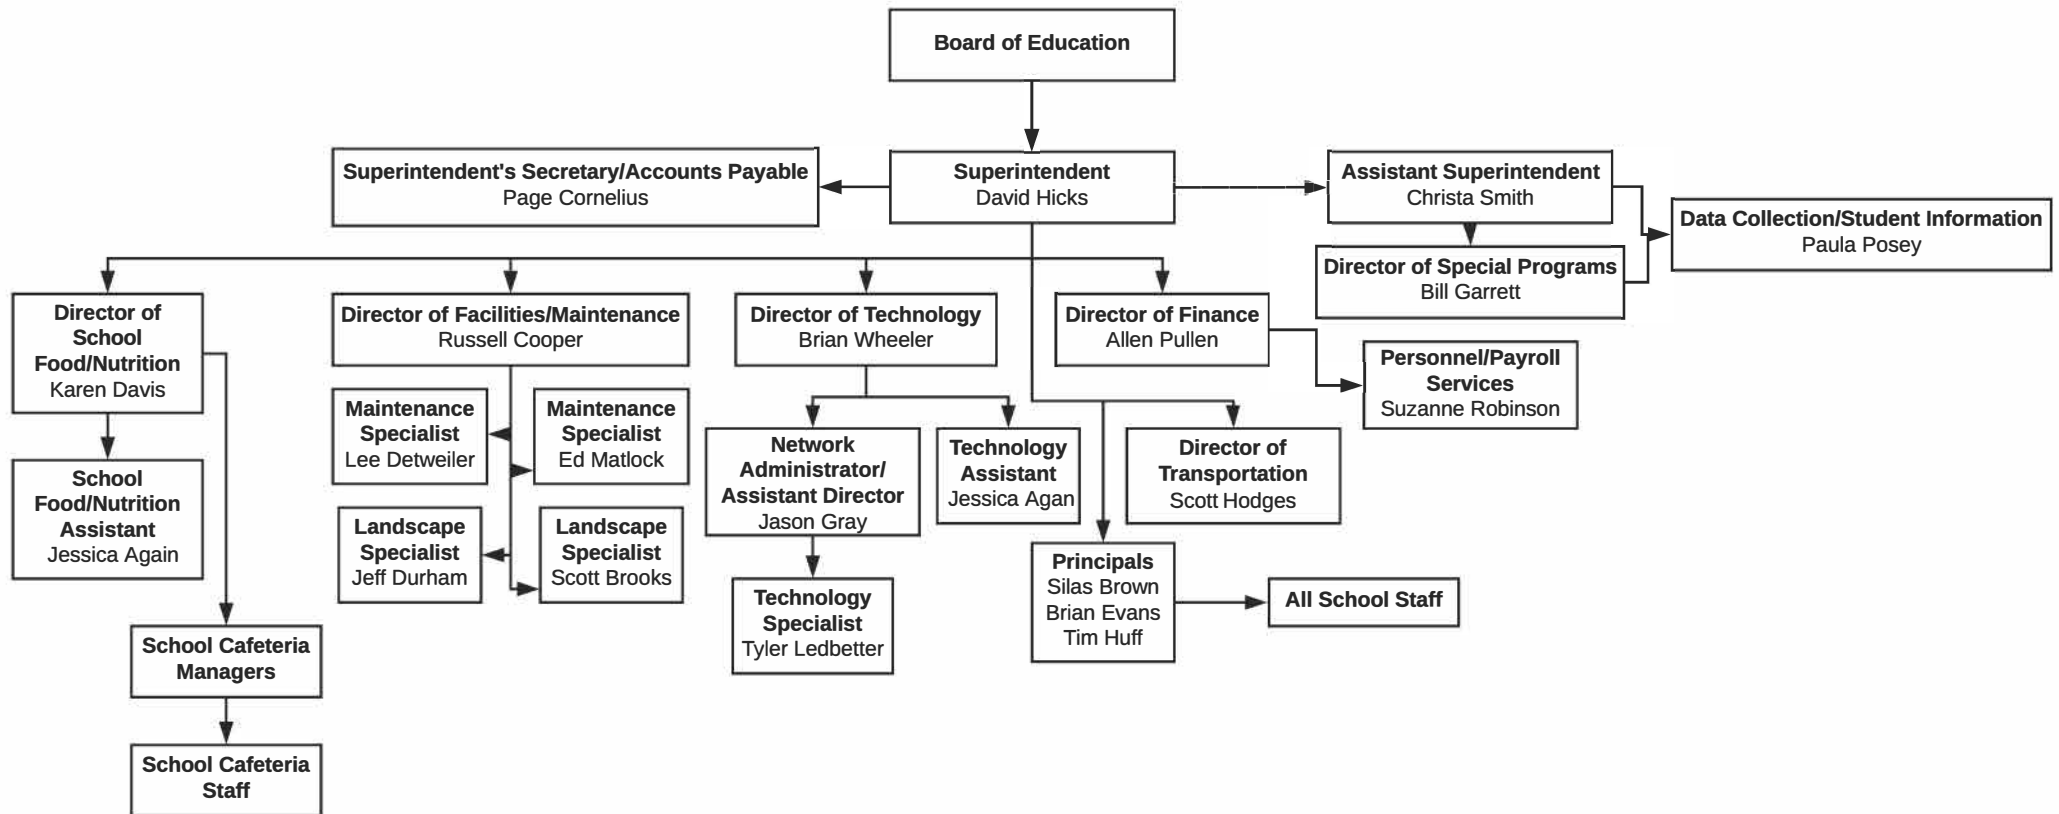 Board of Education
Superintendent's Secretary/Accounts Payable
Page Cornelius
Superintendent
David Hicks
Assistant Superintendent
Christa Smith
Data Collection/Student Information
Paula Posey
Director of Special Programs
Bill Garrett
Director of
School
Food/Nutrition
Karen Davis
Director of Facilities/Maintenance
Russell Cooper
Director of Technology
Brian Wheeler
Director of Finance
Allen Pullen
Personnel/Payroll
Services
Suzanne Robinson
Maintenance
Specialist
Lee Detweiler
Maintenance
Specialist
Ed Matlock
Network
Administrator/
Assistant Director
Jason Gray
Technology
Assistant
Jessica Agan
Director of
Transportation
Scott Hodges
School
Food/Nutrition
Assistant
Jessica Again
Landscape
Specialist
Jeff Durham
Landscape
Specialist
Scott Brooks
Principals
Silas Brown
Brian Evans
Tim Huff
All School Staff
Technology
Specialist
Tyler Ledbetter
School Cafeteria
Managers
School Cafeteria
Staff